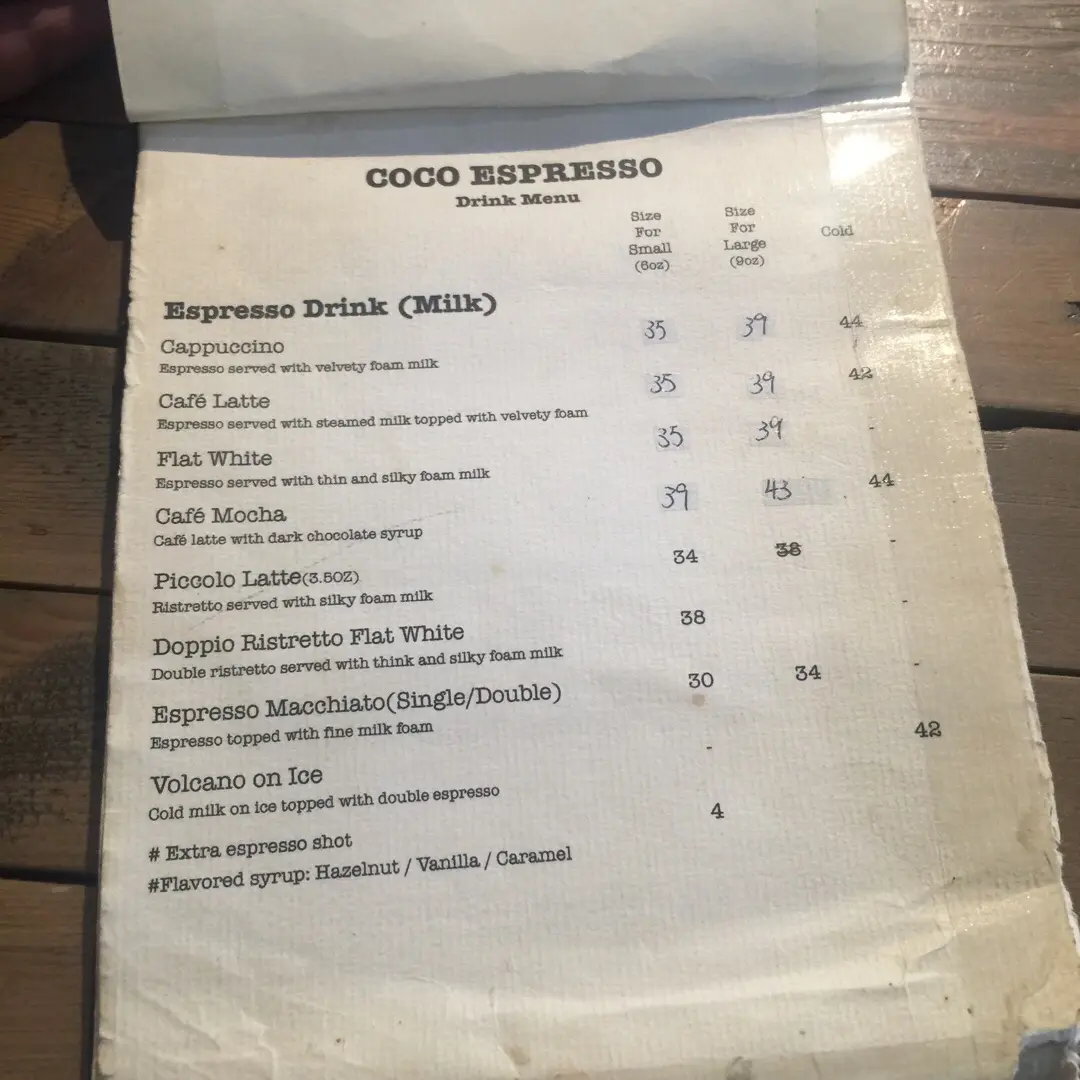 COCO ESPRESSO
Drink Menu
Size For Small (6oz)
Size For Large (9oz)
Cold
Espresso Drink (Milk)
Cappuccino 35 39 44
Espresso served with velvety foam milk
Café Latte 35 39 42
Espresso served with steamed milk topped with velvety foam
Flat White 35 39 -
Espresso served with thin and silky foam milk
Café Mocha 39 43 44
Café latte with dark chocolate syrup
Piccolo Latte(3.5OZ) 34 38 -
Ristretto served with silky foam milk
Doppio Ristretto Flat White 38 -
Double ristretto served with think and silky foam milk
Espresso Macchiato(Single/Double) 30 34 -
Espresso topped with fine milk foam
Volcano on Ice - 42
Cold milk on ice topped with double espresso
# Extra espresso shot 4
#Flavored syrup: Hazelnut / Vanilla / Caramel